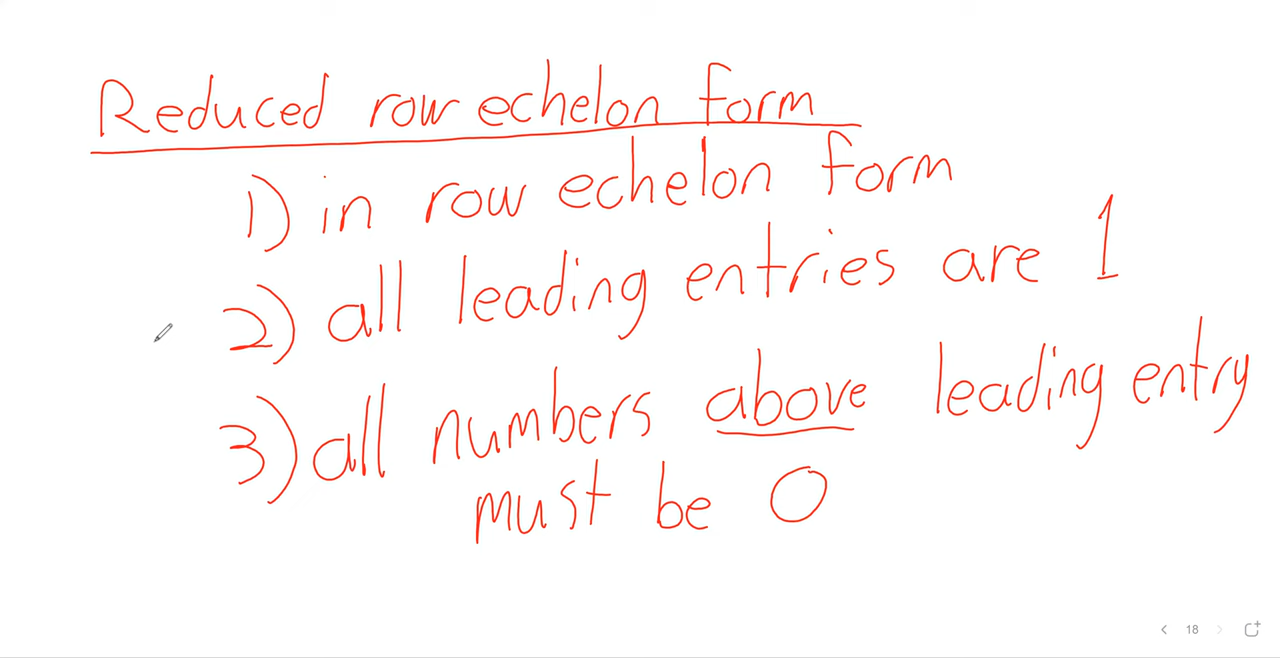 Reduced row echelon form
1) in row echelon form
2) all leading entries are 1
3) all numbers above leading entry
must be 0
18